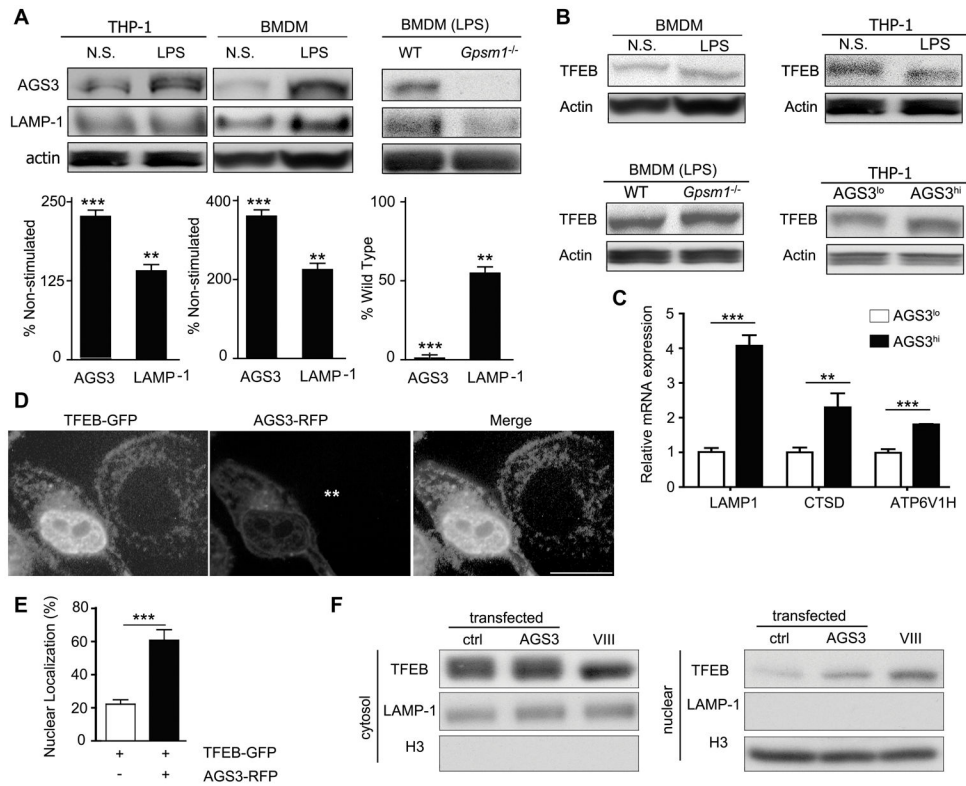 A
THP-1 BMDM BMDM (LPS)
N.S. LPS N.S. LPS WT Gpsm1-/-
AGS3
LAMP-1
actin
% Non-stimulated
250
125
0
***
**
AGS3 LAMP-1
% Non-stimulated
400
200
0
***
**
AGS3 LAMP-1
% Wild Type
100
50
0
***
**
AGS3 LAMP-1
B
BMDM
N.S. LPS
TFEB
Actin
THP-1
N.S. LPS
TFEB
Actin
BMDM (LPS)
WT Gpsm1-/-
TFEB
Actin
THP-1
AGS3lo AGS3hi
TFEB
Actin
C
AGS3lo
AGS3hi
Relative mRNA expression
5
4
3
2
1
0
***
**
***
LAMP1 CTSD ATP6V1H
D
TFEB-GFP AGS3-RFP Merge
**
E
Nuclear Localization (%)
80
60
40
20
0
***
+ + TFEB-GFP
- + AGS3-RFP
F
transfected
ctrl AGS3 VIII
cytosol
TFEB
LAMP-1
H3
transfected
ctrl AGS3 VIII
nuclear
TFEB
LAMP-1
H3